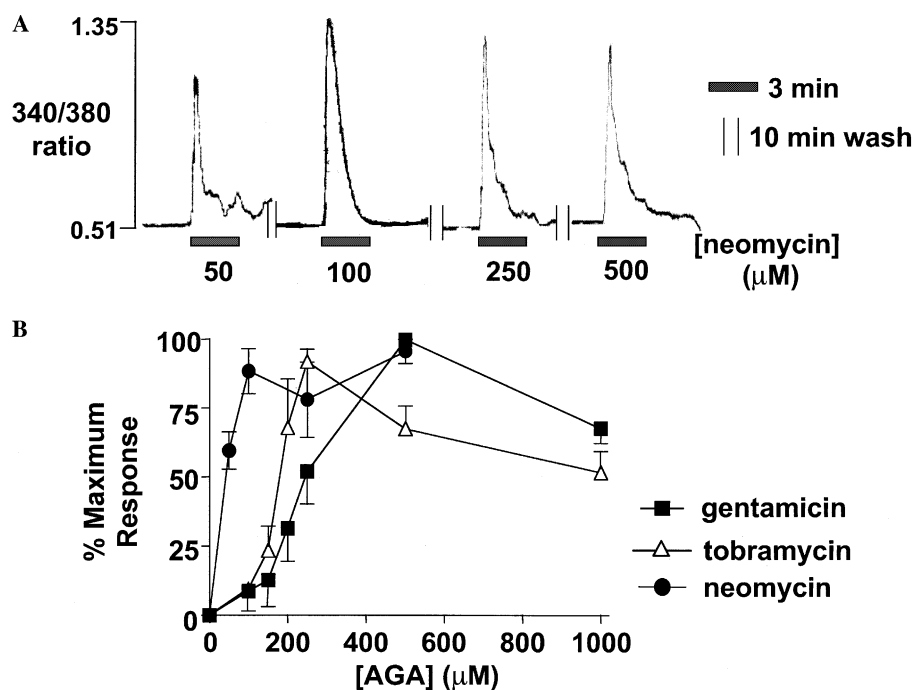 A
1.35
340/380
ratio
0.51
3 min
10 min wash
50
100
250
500
[neomycin]
(μM)
B
100
75
50
25
0
% Maximum
Response
0
200
400
600
800
1000
[AGA] (μM)
gentamicin
tobramycin
neomycin